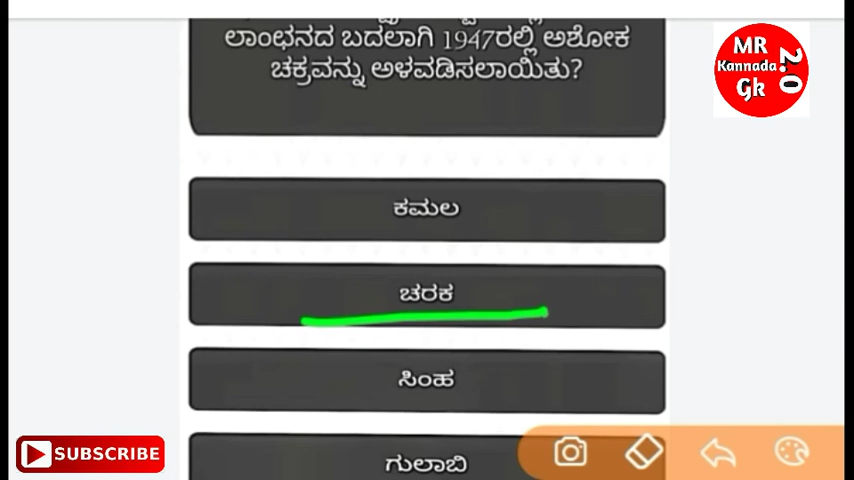 ಲಾಂಛನದ ಬದಲಾಗಿ 1947ರಲ್ಲಿ ಅಶೋಕ
ಚಕ್ರವನ್ನು ಅಳವಡಿಸಲಾಯಿತು?
ಕಮಲ
ಚರಕ
ಸಿಂಹ
ಗುಲಾಬಿ
MR
Kannada
Gk
2.0
SUBSCRIBE